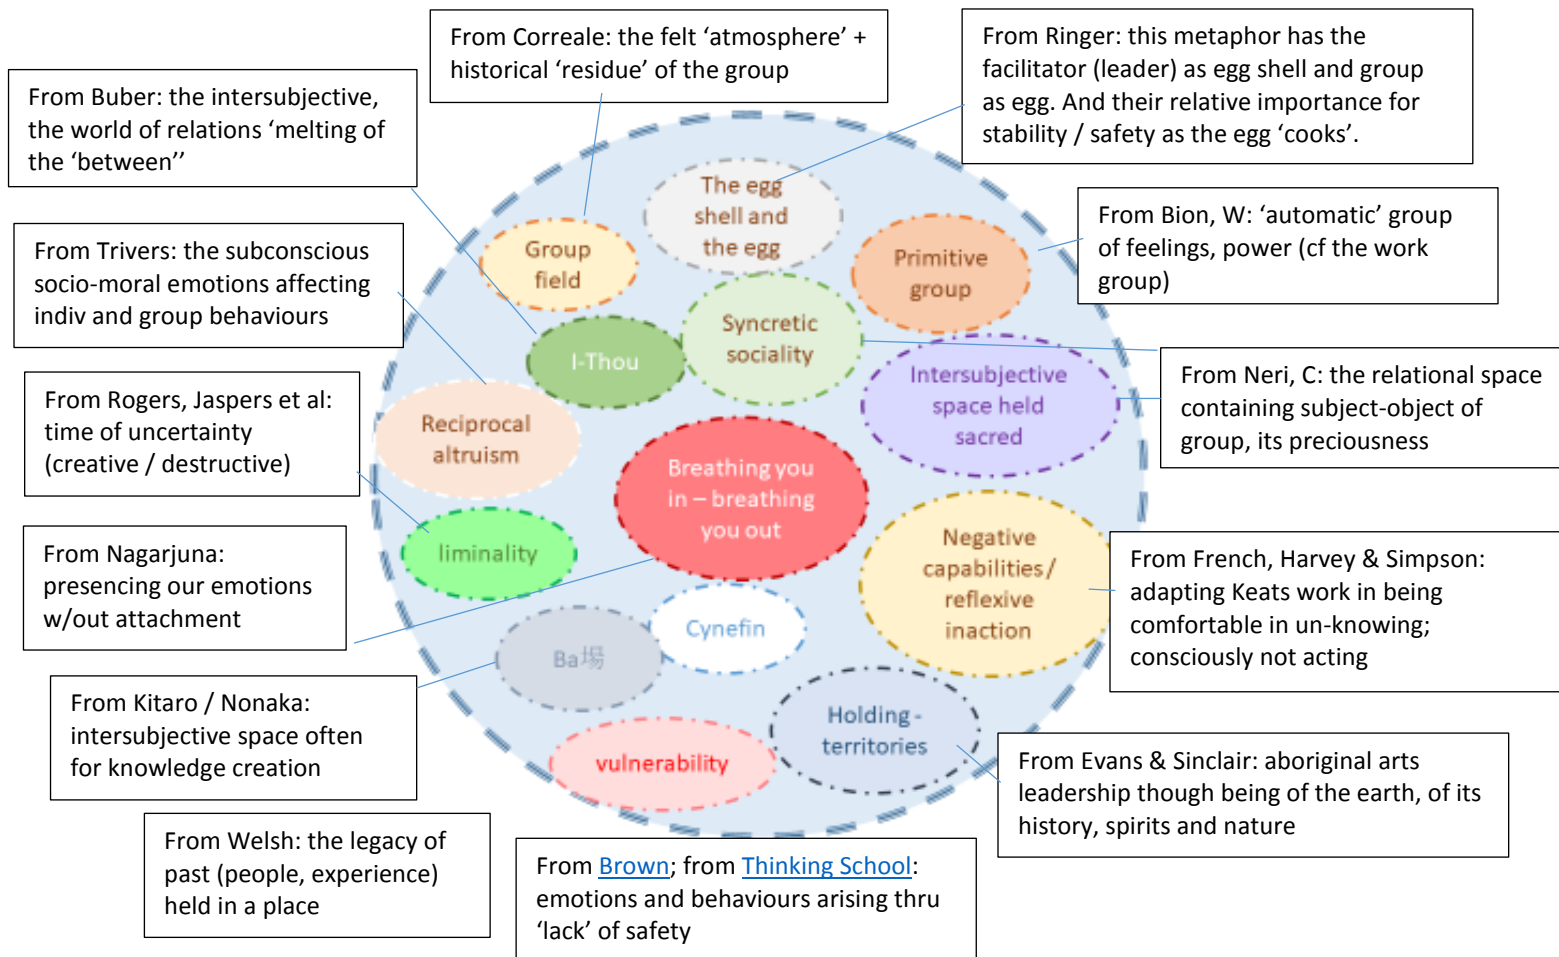 From Correale: the felt ‘atmosphere’ +
historical ‘residue’ of the group
From Ringer: this metaphor has the
facilitator (leader) as egg shell and group
as egg. And their relative importance for
stability / safety as the egg ‘cooks’.
From Buber: the intersubjective,
the world of relations ‘melting of
the ‘between’’
From Bion, W: ‘automatic’ group
of feelings, power (cf the work
group)
From Trivers: the subconscious
socio-moral emotions affecting
indiv and group behaviours
From Neri, C: the relational space
containing subject-object of
group, its preciousness
From Rogers, Jaspers et al:
time of uncertainty
(creative / destructive)
From Nagarjuna:
presencing our emotions
w/out attachment
From French, Harvey & Simpson:
adapting Keats work in being
comfortable in un-knowing;
consciously not acting
From Kitaro / Nonaka:
intersubjective space often
for knowledge creation
From Evans & Sinclair: aboriginal arts
leadership though being of the earth, of its
history, spirits and nature
From Welsh: the legacy of
past (people, experience)
held in a place
From Brown; from Thinking School:
emotions and behaviours arising thru
‘lack’ of safety
The egg
shell and
the egg
Group
field
Primitive
group
I-Thou
Syncretic
sociality
Intersubjective
space held
sacred
Reciprocal
altruism
Breathing you
in – breathing
you out
liminality
Negative
capabilities /
reflexive
inaction
Ba場
Cynefin
Holding -
territories
vulnerability